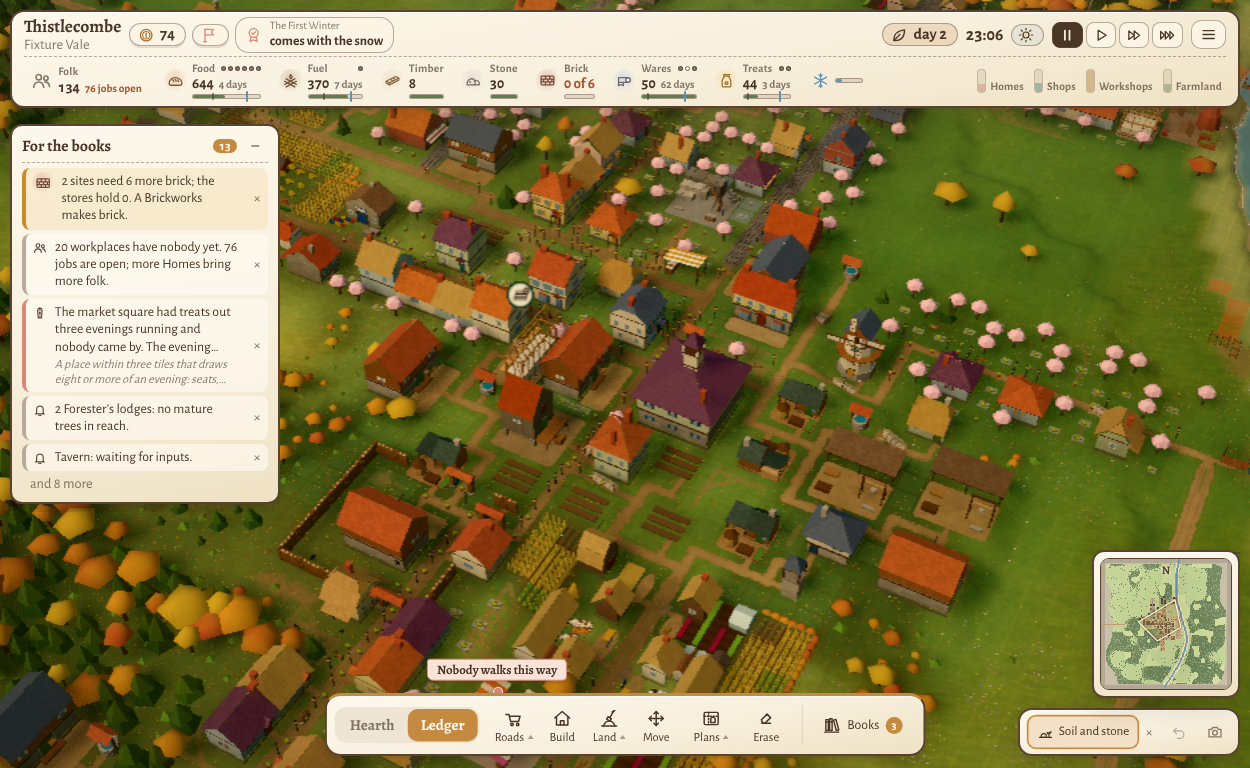 Thistlecombe
Fixture Vale
74
The First Winter
comes with the snow
day 2
23:06
Folk
134 76 jobs open
Food
644 4 days
Fuel
370 7 days
Timber
8
Stone
30
Brick
0 of 6
Wares
50 62 days
Treats
44 3 days
Homes
Shops
Workshops
Farmland
For the books
13
2 sites need 6 more brick; the
stores hold 0. A Brickworks
makes brick.
20 workplaces have nobody yet. 76
jobs are open; more Homes bring
more folk.
The market square had treats out
three evenings running and
nobody came by. The evening...
A place within three tiles that draws
eight or more of an evening: seats,...
2 Forester's lodges: no mature
trees in reach.
Tavern: waiting for inputs.
and 8 more
N
Nobody walks this way
Hearth
Ledger
Roads
Build
Land
Move
Plans
Erase
Books
3
Soil and stone